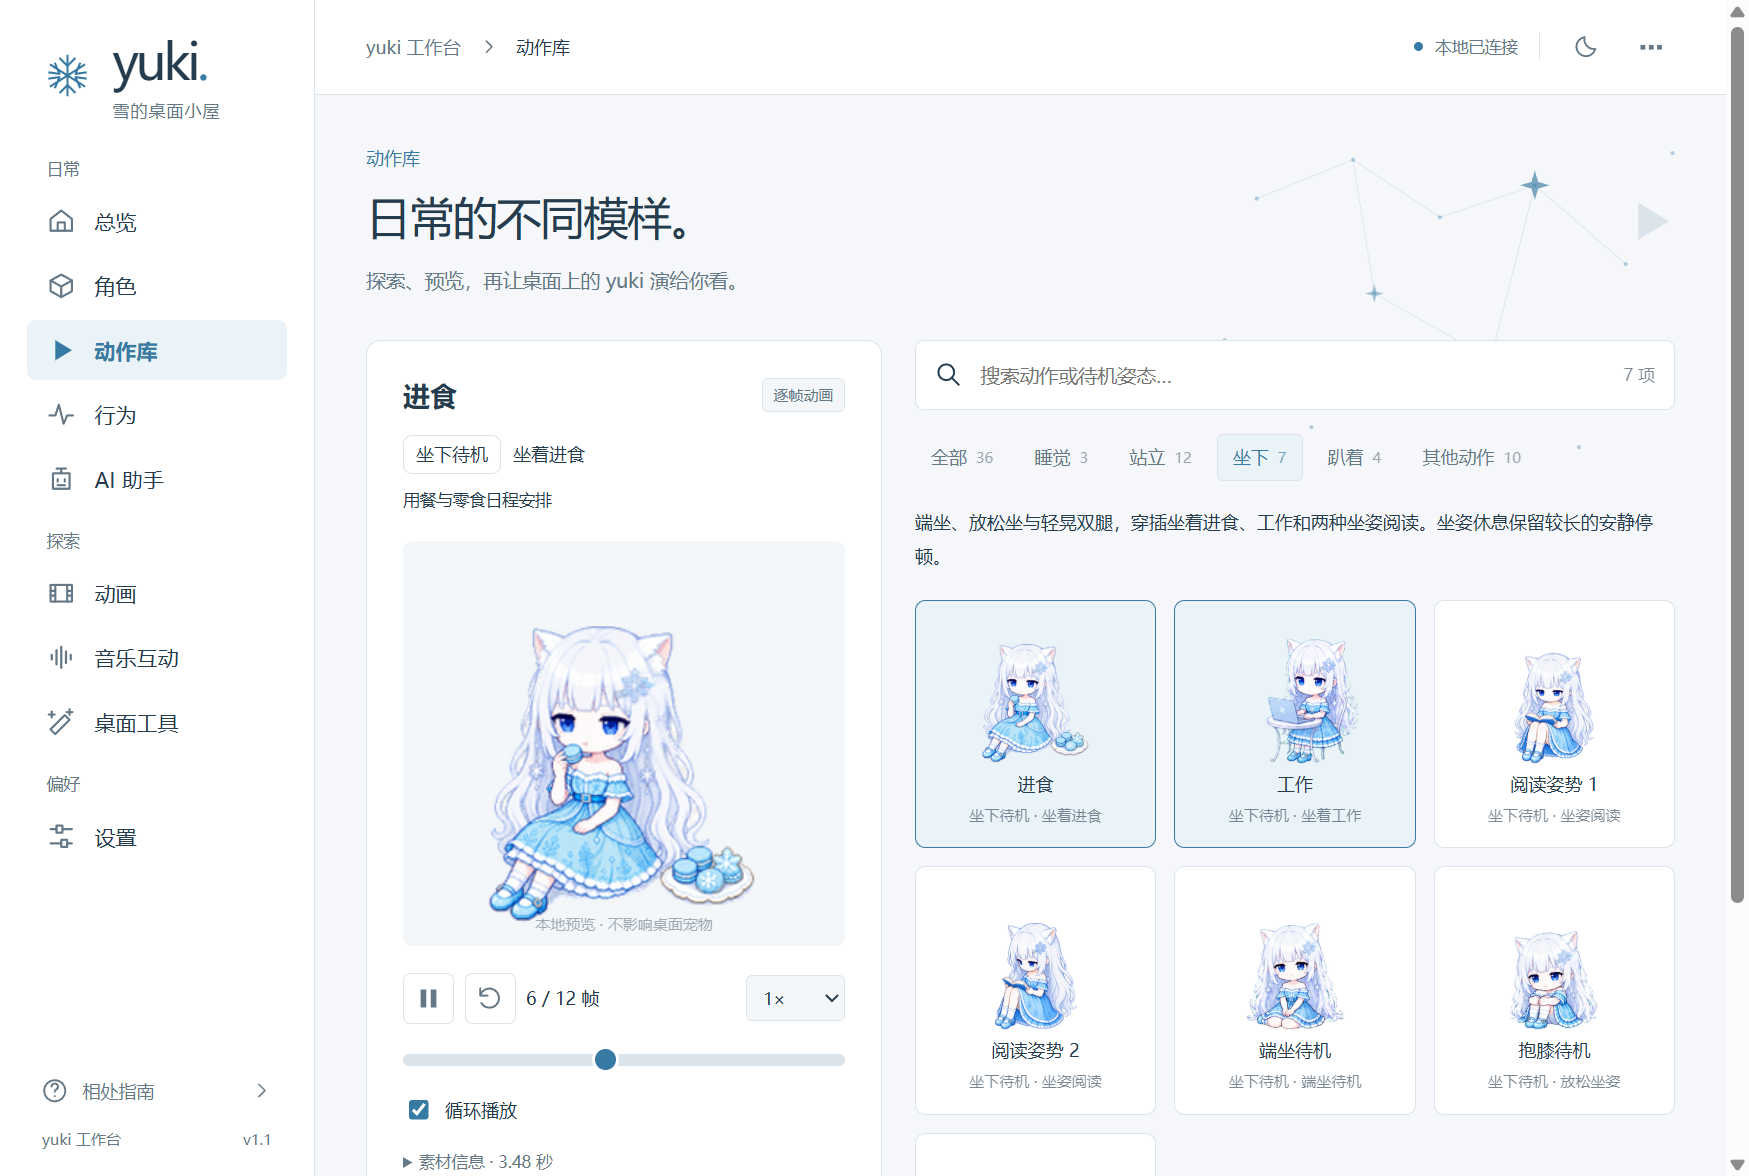 yuki.
雪的桌面小屋
日常
总览
角色
动作库
行为
AI 助手
探索
动画
音乐互动
桌面工具
偏好
设置
相处指南
yuki 工作台
v1.1
yuki 工作台
动作库
本地已连接
动作库
日常的不同模样。
探索、预览，再让桌面上的 yuki 演给你看。
进食
逐帧动画
坐下待机 坐着进食
用餐与零食日程安排
本地预览 · 不影响桌面宠物
6 / 12 帧
1×
循环播放
素材信息 · 3.48 秒
搜索动作或待机姿态...
7 项
全部 36
睡觉 3
站立 12
坐下 7
趴着 4
其他动作 10
端坐、放松坐与轻晃双腿，穿插坐着进食、工作和两种坐姿阅读。坐姿休息保留较长的安静停
顿。
进食
坐下待机 · 坐着进食
工作
坐下待机 · 坐着工作
阅读姿势 1
坐下待机 · 坐姿阅读
阅读姿势 2
坐下待机 · 坐姿阅读
端坐待机
坐下待机 · 端坐待机
抱膝待机
坐下待机 · 放松坐姿